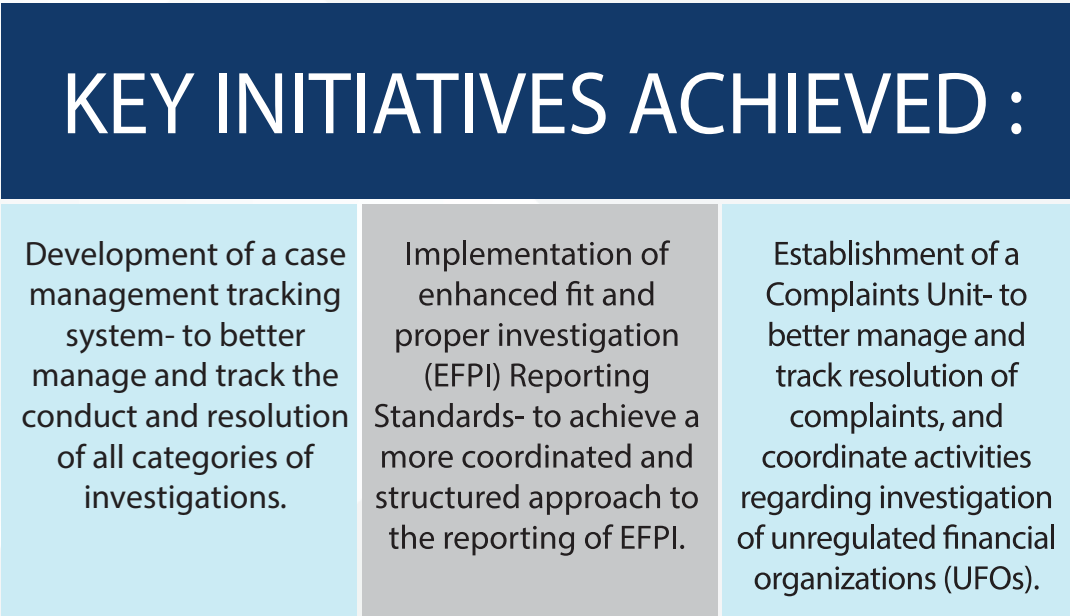 KEY INITIATIVES ACHIEVED :
Development of a case
management tracking
system- to better
manage and track the
conduct and resolution
of all categories of
investigations.
Implementation of
enhanced fit and
proper investigation
(EFPI) Reporting
Standards- to achieve a
more coordinated and
structured approach to
the reporting of EFPI.
Establishment of a
Complaints Unit- to
better manage and
track resolution of
complaints, and
coordinate activities
regarding investigation
of unregulated financial
organizations (UFOs).